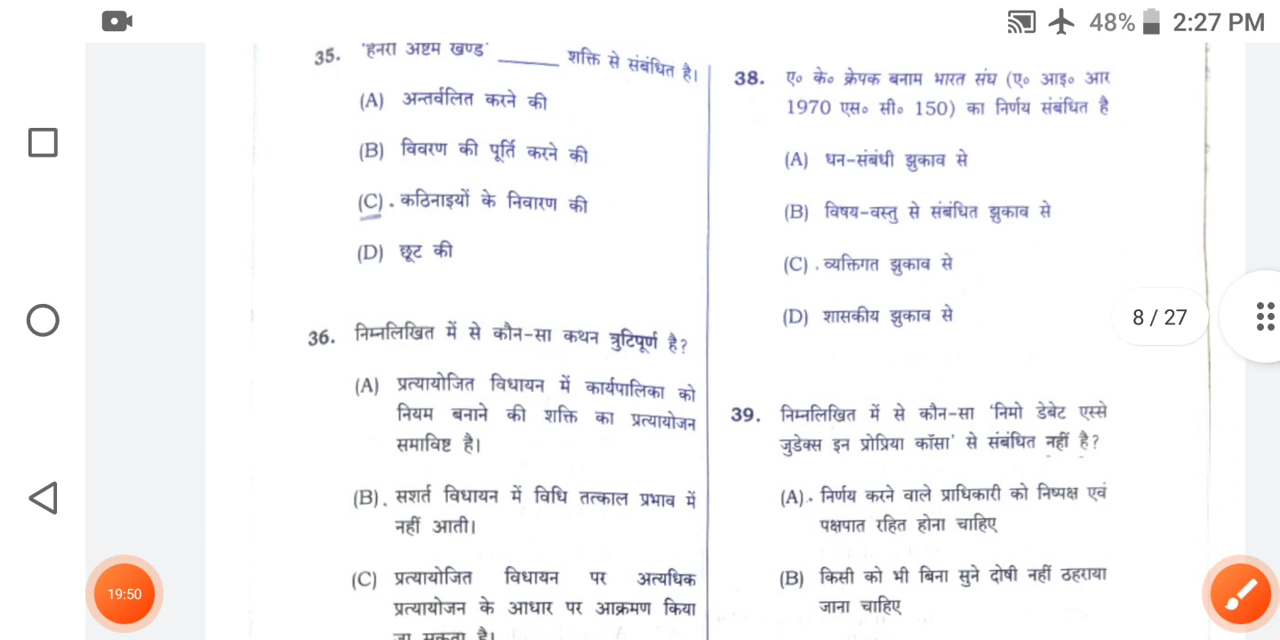 48% 2:27 PM
35. 'हेनरी अष्टम खण्ड' ______ शक्ति से संबंधित है।
(A) अन्तर्वलित करने की
(B) विवरण की पूर्ति करने की
(C) . कठिनाइयों के निवारण की
(D) छूट की
36. निम्नलिखित में से कौन-सा कथन त्रुटिपूर्ण है?
(A) प्रत्यायोजित विधायन में कार्यपालिका को
नियम बनाने की शक्ति का प्रत्यायोजन
समाविष्ट है।
(B) . सशर्त विधायन में विधि तत्काल प्रभाव में
नहीं आती।
(C) प्रत्यायोजित विधायन पर अत्यधिक
प्रत्यायोजन के आधार पर आक्रमण किया
जा सकता है।
38. ए० के० क्रेपक बनाम भारत संघ (ए० आइ० आर
1970 एस० सी० 150) का निर्णय संबंधित है
(A) धन-संबंधी झुकाव से
(B) विषय-वस्तु से संबंधित झुकाव से
(C) . व्यक्तिगत झुकाव से
(D) शासकीय झुकाव से
39. निम्नलिखित में से कौन-सा 'निमो डेबेट एस्से
जुडेक्स इन प्रोप्रिया कॉसा' से संबंधित नहीं है?
(A) . निर्णय करने वाले प्राधिकारी को निष्पक्ष एवं
पक्षपात रहित होना चाहिए
(B) किसी को भी बिना सुने दोषी नहीं ठहराया
जाना चाहिए
8 / 27
19:50